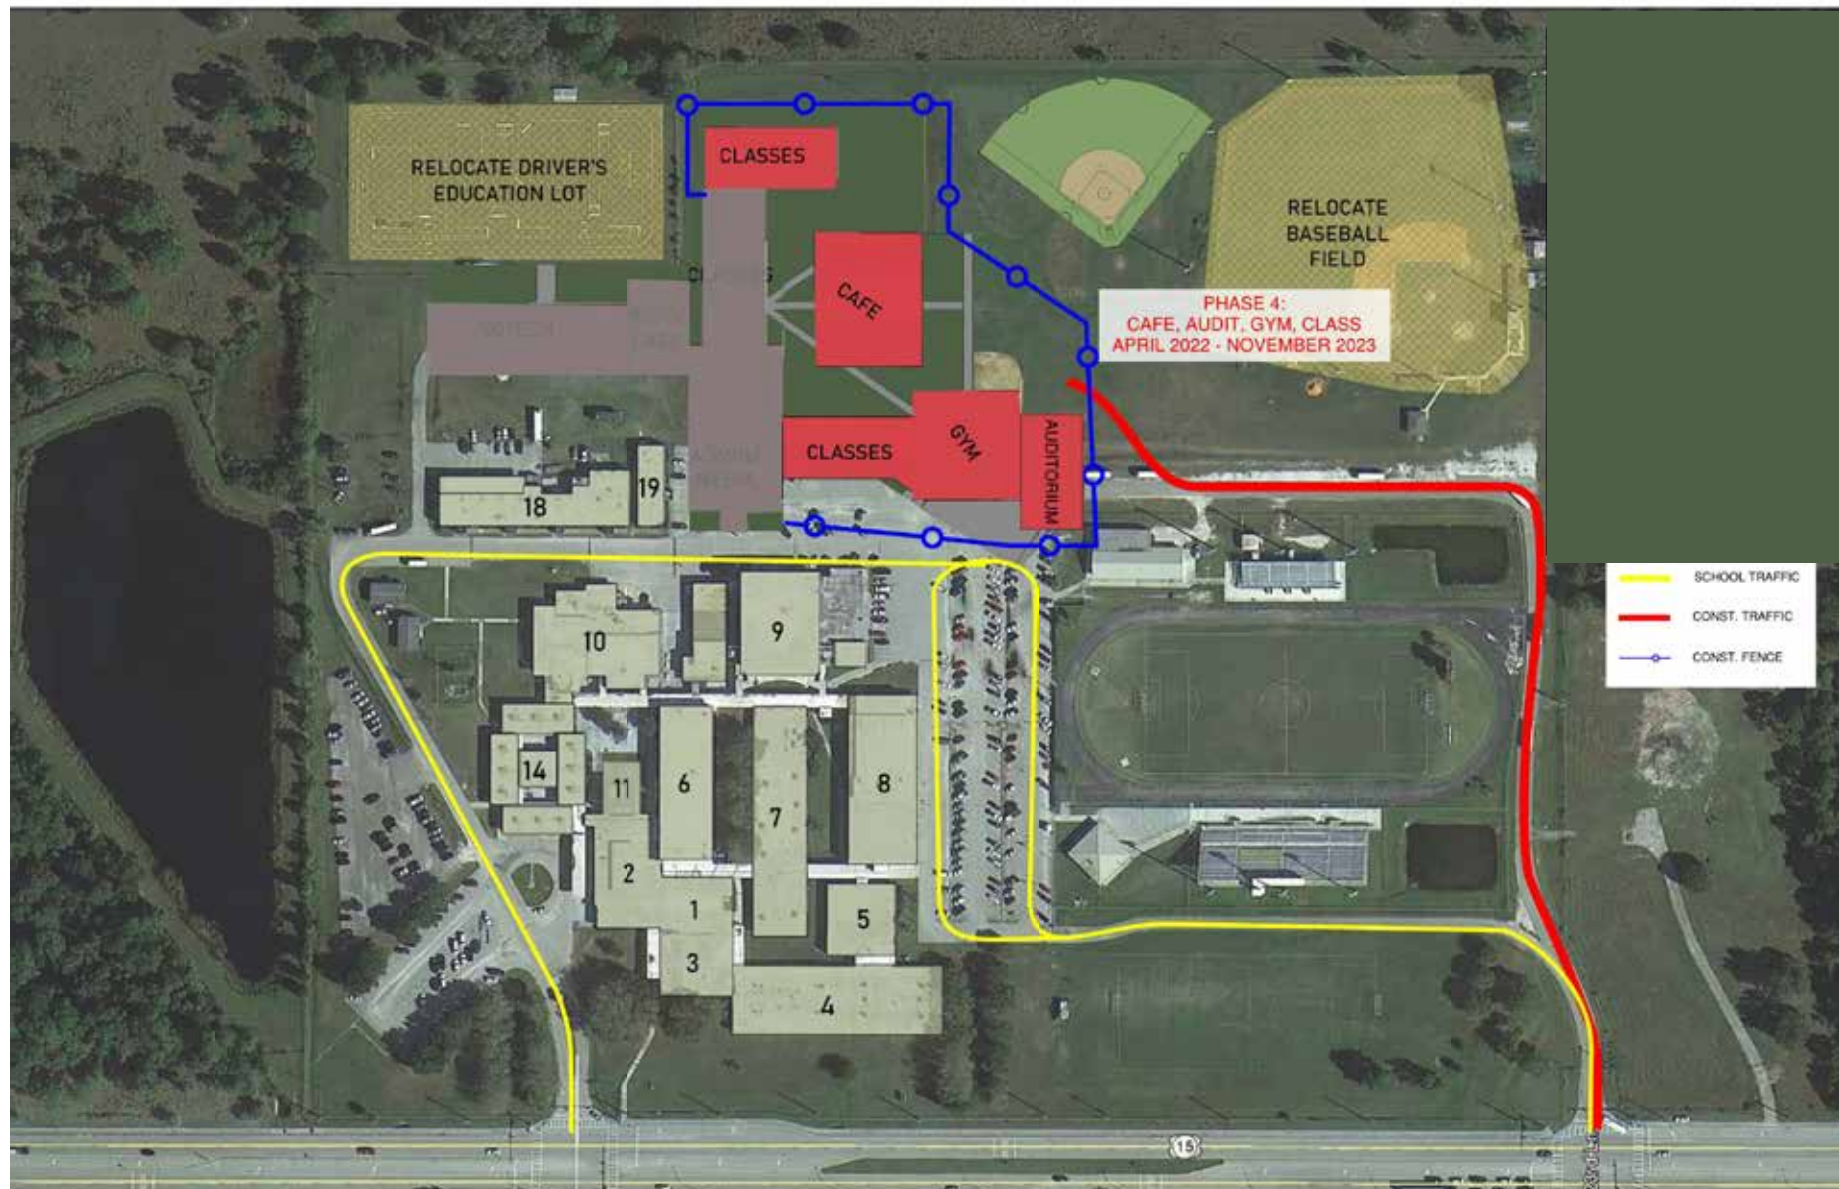 CLASSES
RELOCATE DRIVER'S
EDUCATION LOT
RELOCATE
BASEBALL
FIELD
CAFE
PHASE 4:
CAFE, AUDIT, GYM, CLASS
APRIL 2022 - NOVEMBER 2023
CLASSES
GYM
AUDITORIUM
18
19
SCHOOL TRAFFIC
CONST. TRAFFIC
CONST. FENCE
10
9
14
11
6
7
8
2
1
5
3
4